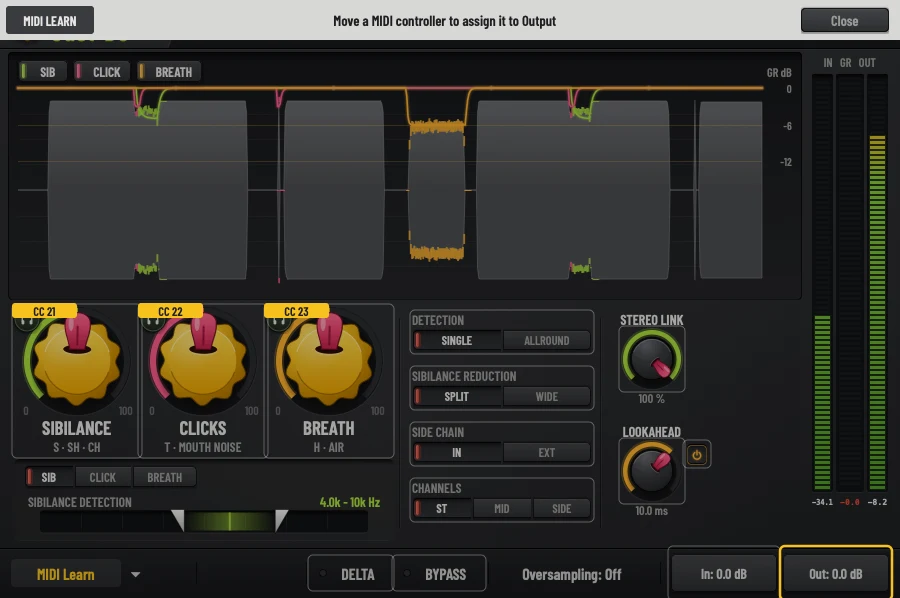 MIDI LEARN
Move a MIDI controller to assign it to Output
Close
SIB
CLICK
BREATH
GR dB
IN GR OUT
0
-6
-12
CC 21
CC 22
CC 23
0
100
0
100
0
100
SIBILANCE
S · SH · CH
CLICKS
T · MOUTH NOISE
BREATH
H · AIR
SIB
CLICK
BREATH
SIBILANCE DETECTION
4.0k - 10k Hz
DETECTION
SINGLE
ALLROUND
SIBILANCE REDUCTION
SPLIT
WIDE
SIDE CHAIN
IN
EXT
CHANNELS
ST
MID
SIDE
STEREO LINK
100 %
LOOKAHEAD
10.0 ms
-34.1 -0.0 -8.2
MIDI Learn
DELTA
BYPASS
Oversampling: Off
In: 0.0 dB
Out: 0.0 dB